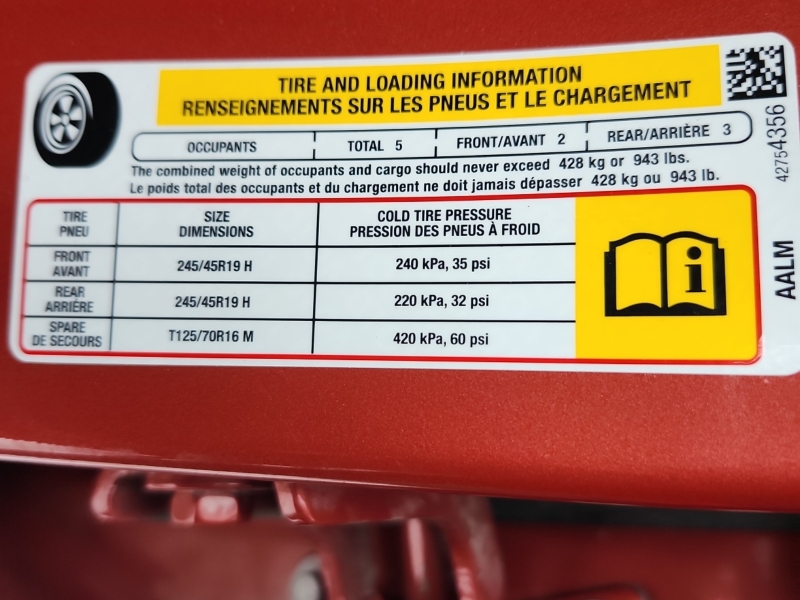 TIRE AND LOADING INFORMATION
RENSEIGNEMENTS SUR LES PNEUS ET LE CHARGEMENT
OCCUPANTS TOTAL 5 FRONT/AVANT 2 REAR/ARRIÈRE 3
The combined weight of occupants and cargo should never exceed 428 kg or 943 lbs.
Le poids total des occupants et du chargement ne doit jamais dépasser 428 kg ou 943 lb.
TIRE SIZE COLD TIRE PRESSURE
PNEU DIMENSIONS PRESSION DES PNEUS À FROID
FRONT
AVANT 245/45R19 H 240 kPa, 35 psi
REAR
ARRIÈRE 245/45R19 H 220 kPa, 32 psi
SPARE
DE SECOURS T125/70R16 M 420 kPa, 60 psi
i
42754356
AALM